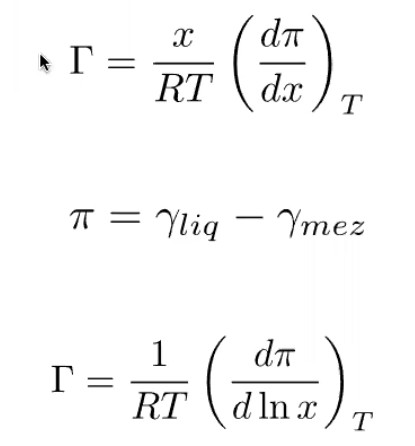 Γ = x/RT (dπ/dx)_T
π = γ_liq − γ_mez
Γ = 1/RT (dπ/d ln x)_T